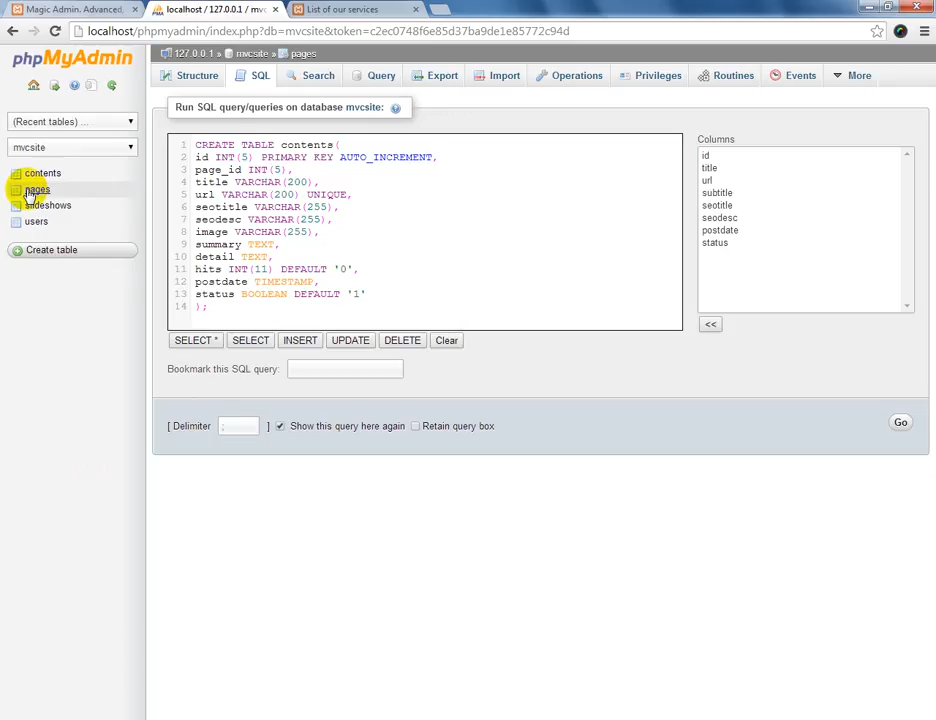 Magic Admin. Advanced,
localhost / 127.0.0.1 / mvc
List of our services
localhost/phpmyadmin/index.php?db=mvcsite&token=c2ec0748f6e85d37ba9de1e85772c94d
phpMyAdmin
127.0.0.1 » mvcsite » pages
Structure SQL Search Query Export Import Operations Privileges Routines Events More
(Recent tables) ...
mvcsite
contents
pages
slideshows
users
Create table
Run SQL query/queries on database mvcsite:
1 CREATE TABLE contents(
2 id INT(5) PRIMARY KEY AUTO_INCREMENT,
3 page_id INT(5),
4 title VARCHAR(200),
5 url VARCHAR(200) UNIQUE,
6 seotitle VARCHAR(255),
7 seodesc VARCHAR(255),
8 image VARCHAR(255),
9 summary TEXT,
10 detail TEXT,
11 hits INT(11) DEFAULT '0',
12 postdate TIMESTAMP,
13 status BOOLEAN DEFAULT '1'
14 );
Columns
id
title
url
subtitle
seotitle
seodesc
postdate
status
<<
SELECT * SELECT INSERT UPDATE DELETE Clear
Bookmark this SQL query:
[ Delimiter ; ] Show this query here again Retain query box
Go